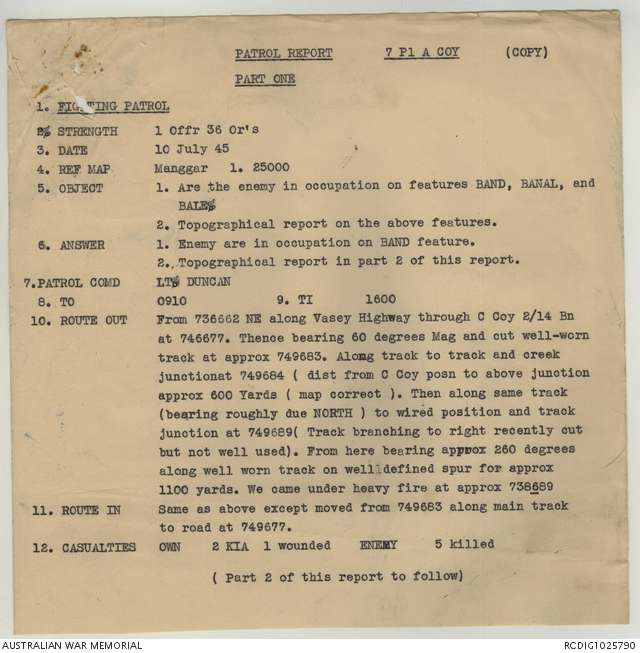 PATROL REPORT 7 Pl A COY (COPY)
PART ONE
1. FIGHTING PATROL
2. STRENGTH 1 Offr 36 Or's
3. DATE 10 July 45
4. REF MAP Manggar 1. 25000
5. OBJECT 1. Are the enemy in occupation on features BAND, BANAL, and
BALE
2. Topographical report on the above features.
6. ANSWER 1. Enemy are in occupation on BAND feature.
2. Topographical report in part 2 of this report.
7.PATROL COMD LT DUNCAN
8. TO 0910 9. TI 1600
10. ROUTE OUT From 736662 NE along Vasey Highway through C Coy 2/14 Bn
at 746677. Thence bearing 60 degrees Mag and cut well-worn
track at approx 749683. Along track to track and creek
junctionat 749684 ( dist from C Coy posn to above junction
approx 600 Yards ( map correct ). Then along same track
(bearing roughly due NORTH ) to wired position and track
junction at 749689( Track branching to right recently cut
but not well used). From here bearing approx 260 degrees
along well worn track on well defined spur for approx
1100 yards. We came under heavy fire at approx 738689
11. ROUTE IN Same as above except moved from 749683 along main track
to road at 749677.
12. CASUALTIES OWN 2 KIA 1 wounded ENEMY 5 killed
( Part 2 of this report to follow)
AUSTRALIAN WAR MEMORIAL RCDIG1025790